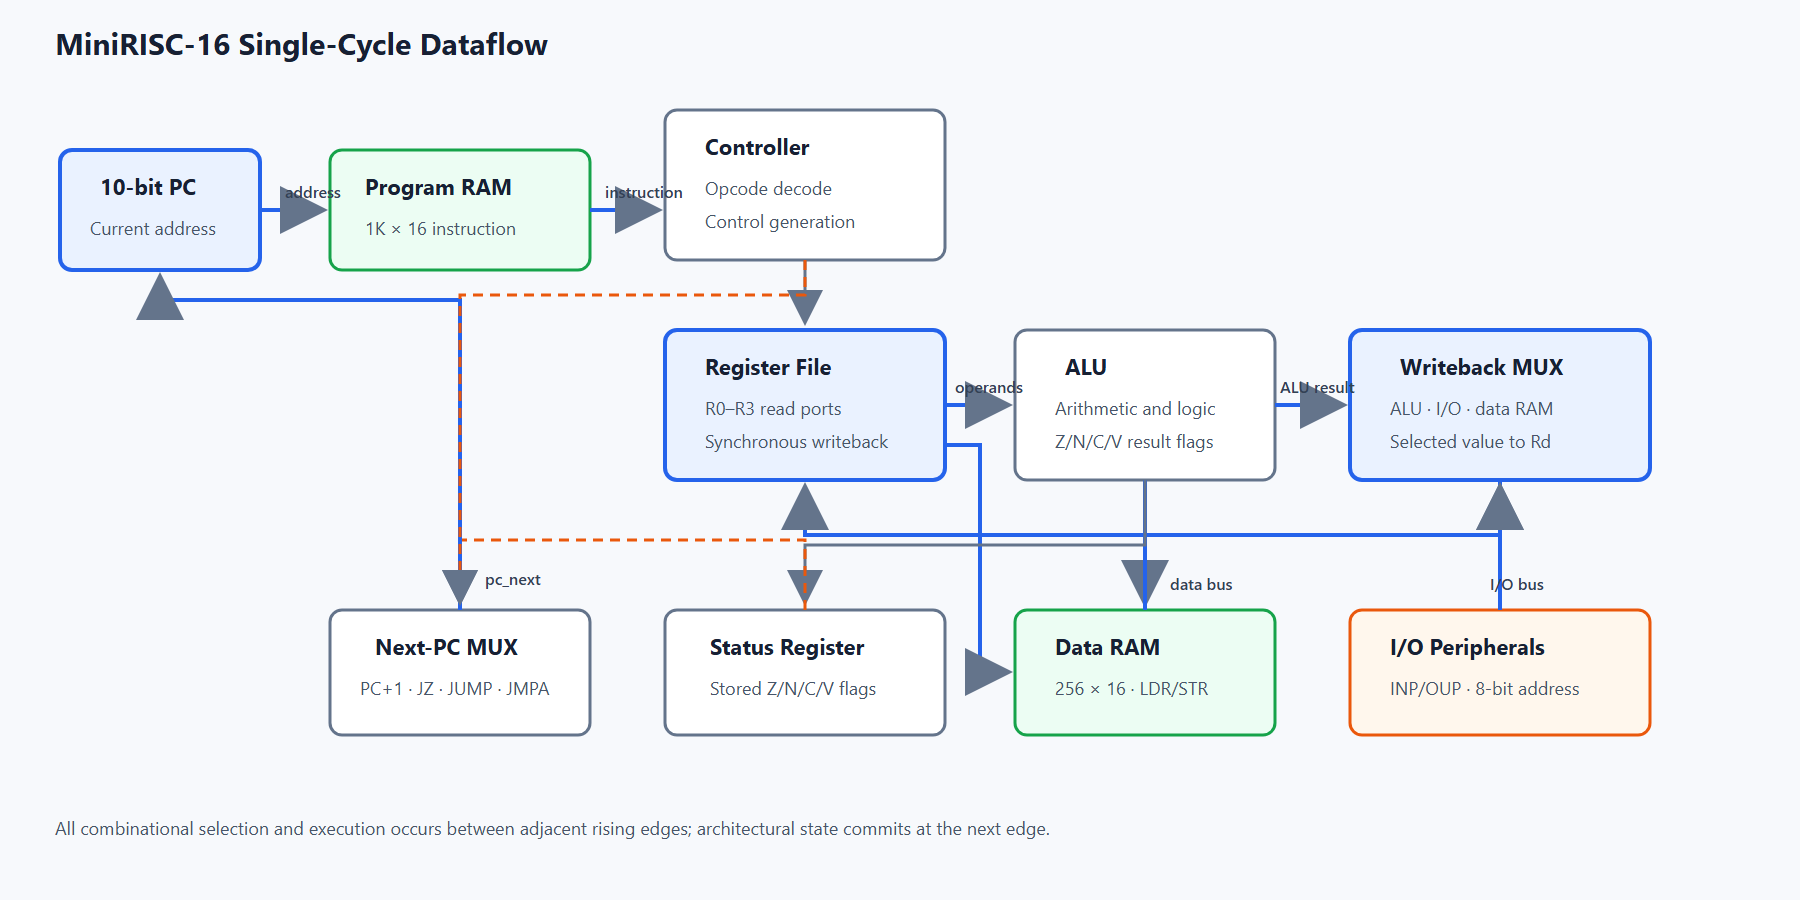 MiniRISC-16 Single-Cycle Dataflow
10-bit PC
Current address
address
Program RAM
1K × 16 instruction
instruction
Controller
Opcode decode
Control generation
Register File
R0–R3 read ports
Synchronous writeback
operands
ALU
Arithmetic and logic
Z/N/C/V result flags
ALU result
Writeback MUX
ALU · I/O · data RAM
Selected value to Rd
pc_next
data bus
I/O bus
Next-PC MUX
PC+1 · JZ · JUMP · JMPA
Status Register
Stored Z/N/C/V flags
Data RAM
256 × 16 · LDR/STR
I/O Peripherals
INP/OUP · 8-bit address
All combinational selection and execution occurs between adjacent rising edges; architectural state commits at the next edge.